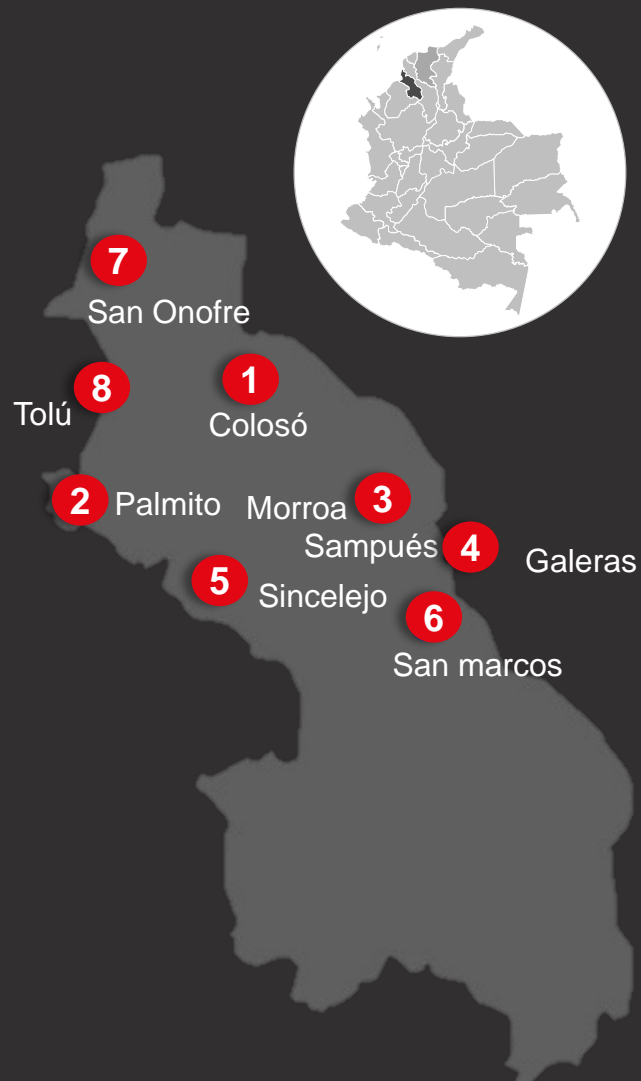 7
San Onofre
8
1
Tolú
Colosó
2
Palmito
Morroa
3
Sampués
4
Galeras
5
Sincelejo
6
San marcos